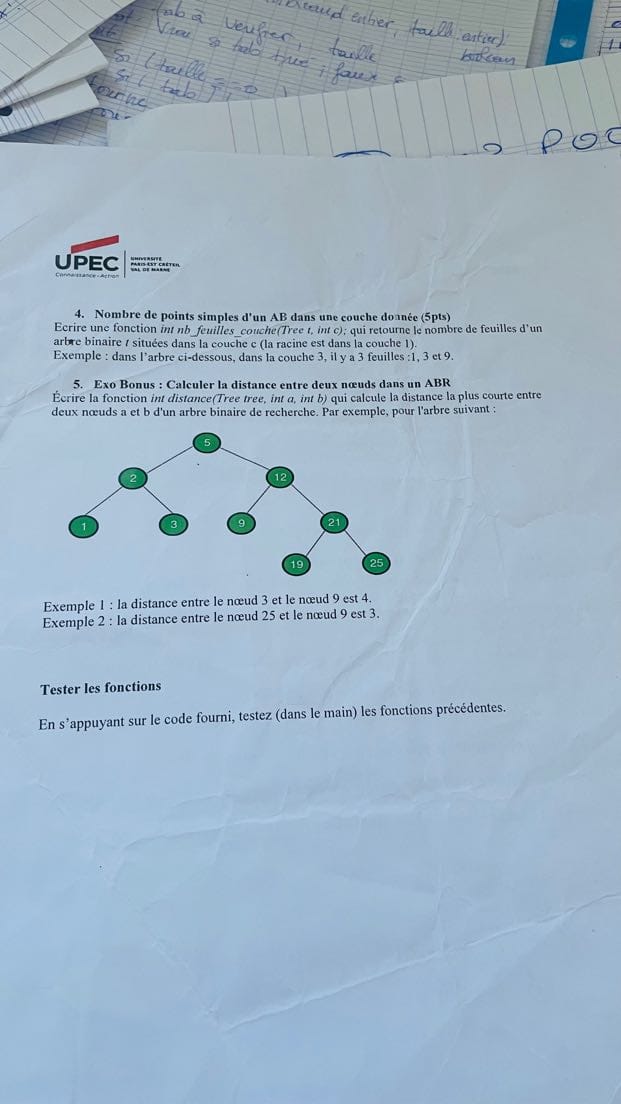 entier, taille entier):
tab à vérifier, taille
booleen
Vrai, si tab trié ; faux
si (taille == 0
si ( tab
POO
UPEC
Connaissance - Action
UNIVERSITÉ
PARIS-EST CRÉTEIL
VAL DE MARNE
4. Nombre de points simples d'un AB dans une couche donnée (5pts)
Ecrire une fonction int nb_feuilles_couche(Tree t, int c); qui retourne le nombre de feuilles d'un
arbre binaire t situées dans la couche c (la racine est dans la couche 1).
Exemple : dans l'arbre ci-dessous, dans la couche 3, il y a 3 feuilles :1, 3 et 9.
5. Exo Bonus : Calculer la distance entre deux nœuds dans un ABR
Écrire la fonction int distance(Tree tree, int a, int b) qui calcule la distance la plus courte entre
deux nœuds a et b d'un arbre binaire de recherche. Par exemple, pour l'arbre suivant :
5
2 12
1 3 9 21
19 25
Exemple 1 : la distance entre le nœud 3 et le nœud 9 est 4.
Exemple 2 : la distance entre le nœud 25 et le nœud 9 est 3.
Tester les fonctions
En s'appuyant sur le code fourni, testez (dans le main) les fonctions précédentes.